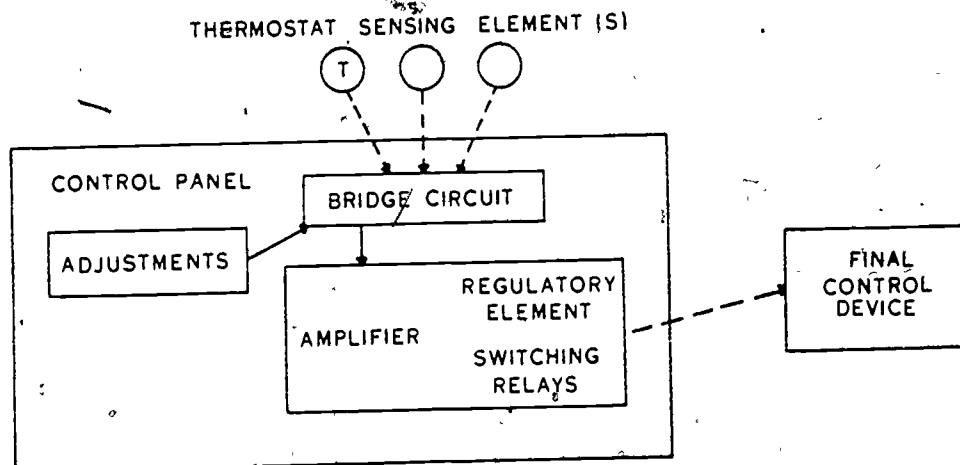 THERMOSTAT SENSING ELEMENT (S)
T
CONTROL PANEL
BRIDGE CIRCUIT
ADJUSTMENTS
AMPLIFIER
REGULATORY
ELEMENT
SWITCHING
RELAYS
FINAL
CONTROL
DEVICE